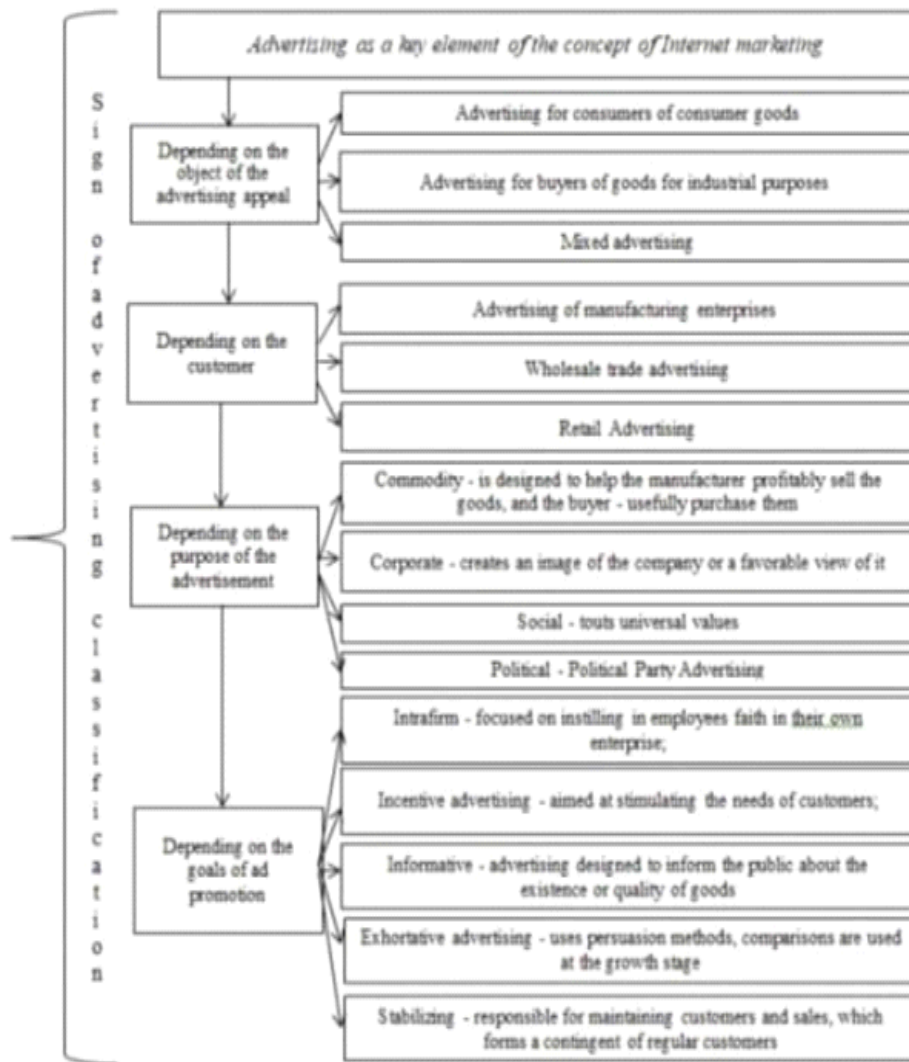 Advertising as a key element of the concept of Internet marketing
Sign of advertising classification
Depending on the
object of the
advertising appeal
Advertising for consumers of consumer goods
Advertising for buyers of goods for industrial purposes
Mixed advertising
Depending on the
customer
Advertising of manufacturing enterprises
Wholesale trade advertising
Retail Advertising
Depending on the
purpose of the
advertisement
Commodity - is designed to help the manufacturer profitably sell the
goods, and the buyer - usefully purchase them
Corporate - creates an image of the company or a favorable view of it
Social - touts universal values
Political - Political Party Advertising
Depending on the
goals of ad
promotion
Intrafirm - focused on instilling in employees faith in their own
enterprise;
Incentive advertising - aimed at stimulating the needs of customers;
Informative - advertising designed to inform the public about the
existence or quality of goods
Exhortative advertising - uses persuasion methods, comparisons are used
at the growth stage
Stabilizing - responsible for maintaining customers and sales, which
forms a contingent of regular customers